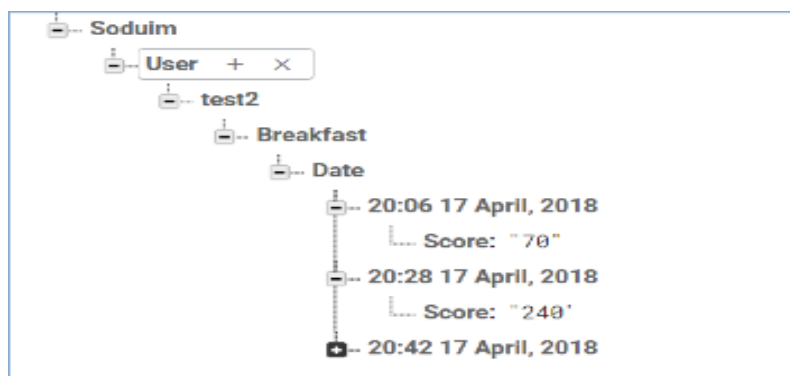 Soduim
User + ×
test2
Breakfast
Date
20:06 17 April, 2018
Score: "70"
20:28 17 April, 2018
Score: "240'
20:42 17 April, 2018